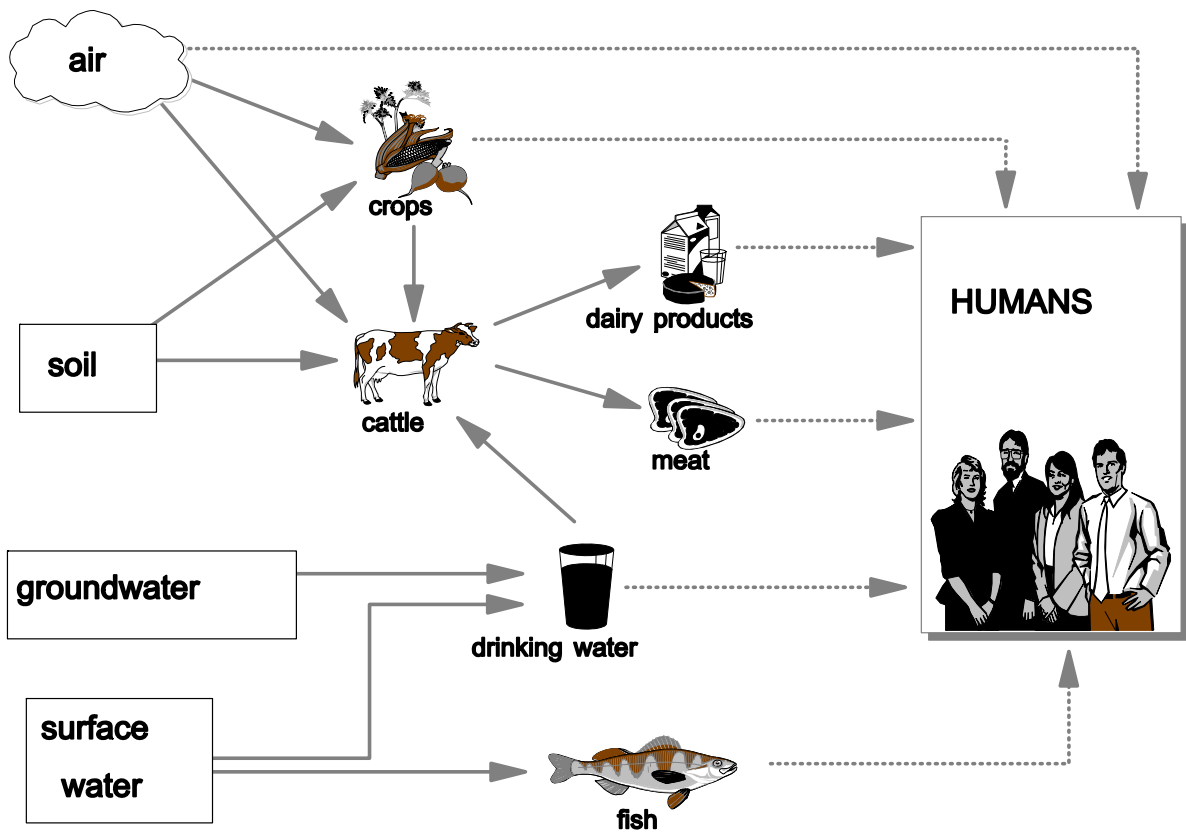 air
crops
dairy products
HUMANS
soil
cattle
meat
groundwater
drinking water
surface
water
fish